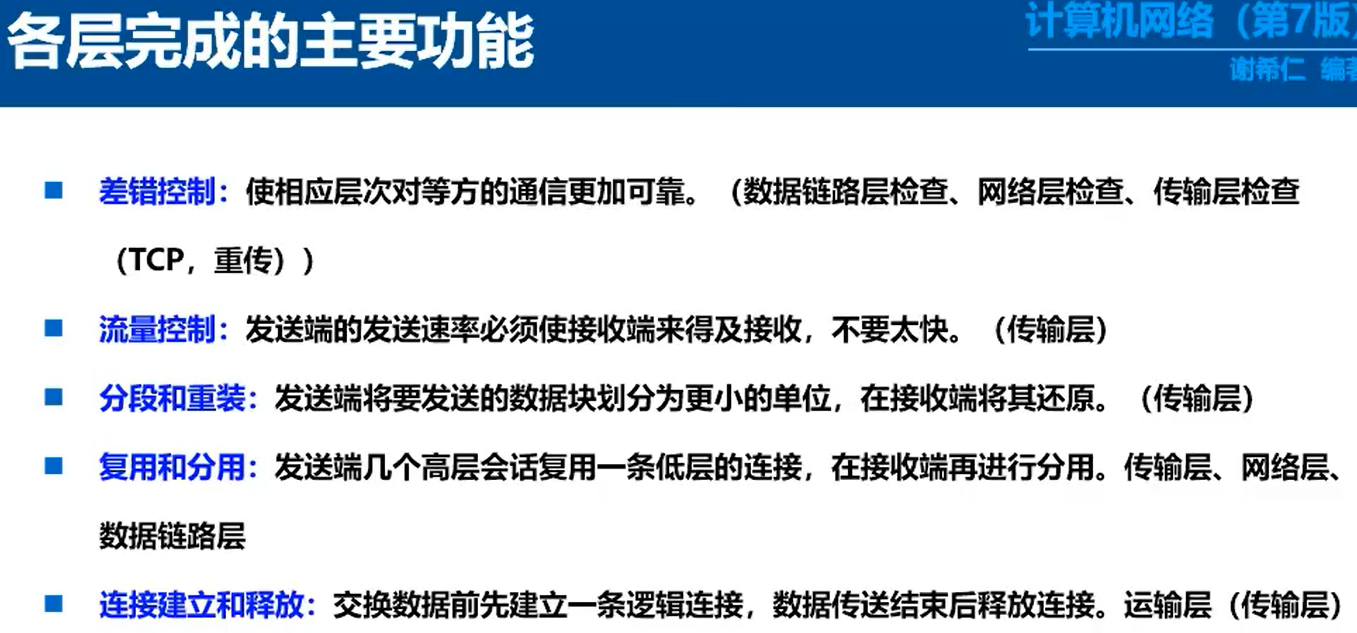 各层完成的主要功能
计算机网络（第7版）
谢希仁 编著
差错控制：使相应层次对等方的通信更加可靠。（数据链路层检查、网络层检查、传输层检查
（TCP，重传））
流量控制：发送端的发送速率必须使接收端来得及接收，不要太快。（传输层）
分段和重装：发送端将要发送的数据块划分为更小的单位，在接收端将其还原。（传输层）
复用和分用：发送端几个高层会话复用一条低层的连接，在接收端再进行分用。传输层、网络层、
数据链路层
连接建立和释放：交换数据前先建立一条逻辑连接，数据传送结束后释放连接。运输层（传输层）